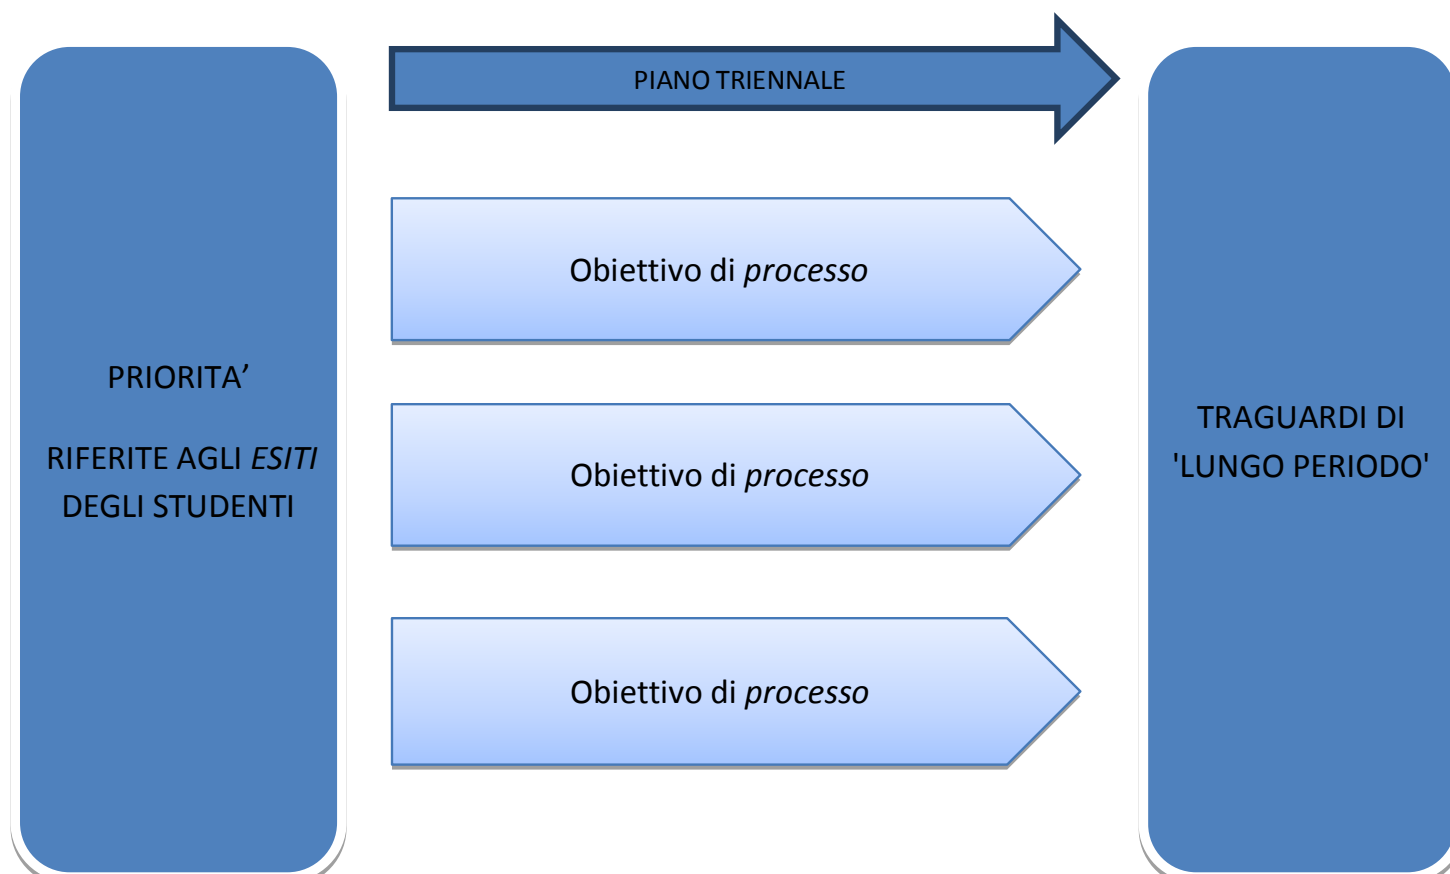 PIANO TRIENNALE
PRIORITA’
RIFERITE AGLI ESITI
DEGLI STUDENTI
Obiettivo di processo
Obiettivo di processo
Obiettivo di processo
TRAGUARDI DI
'LUNGO PERIODO'